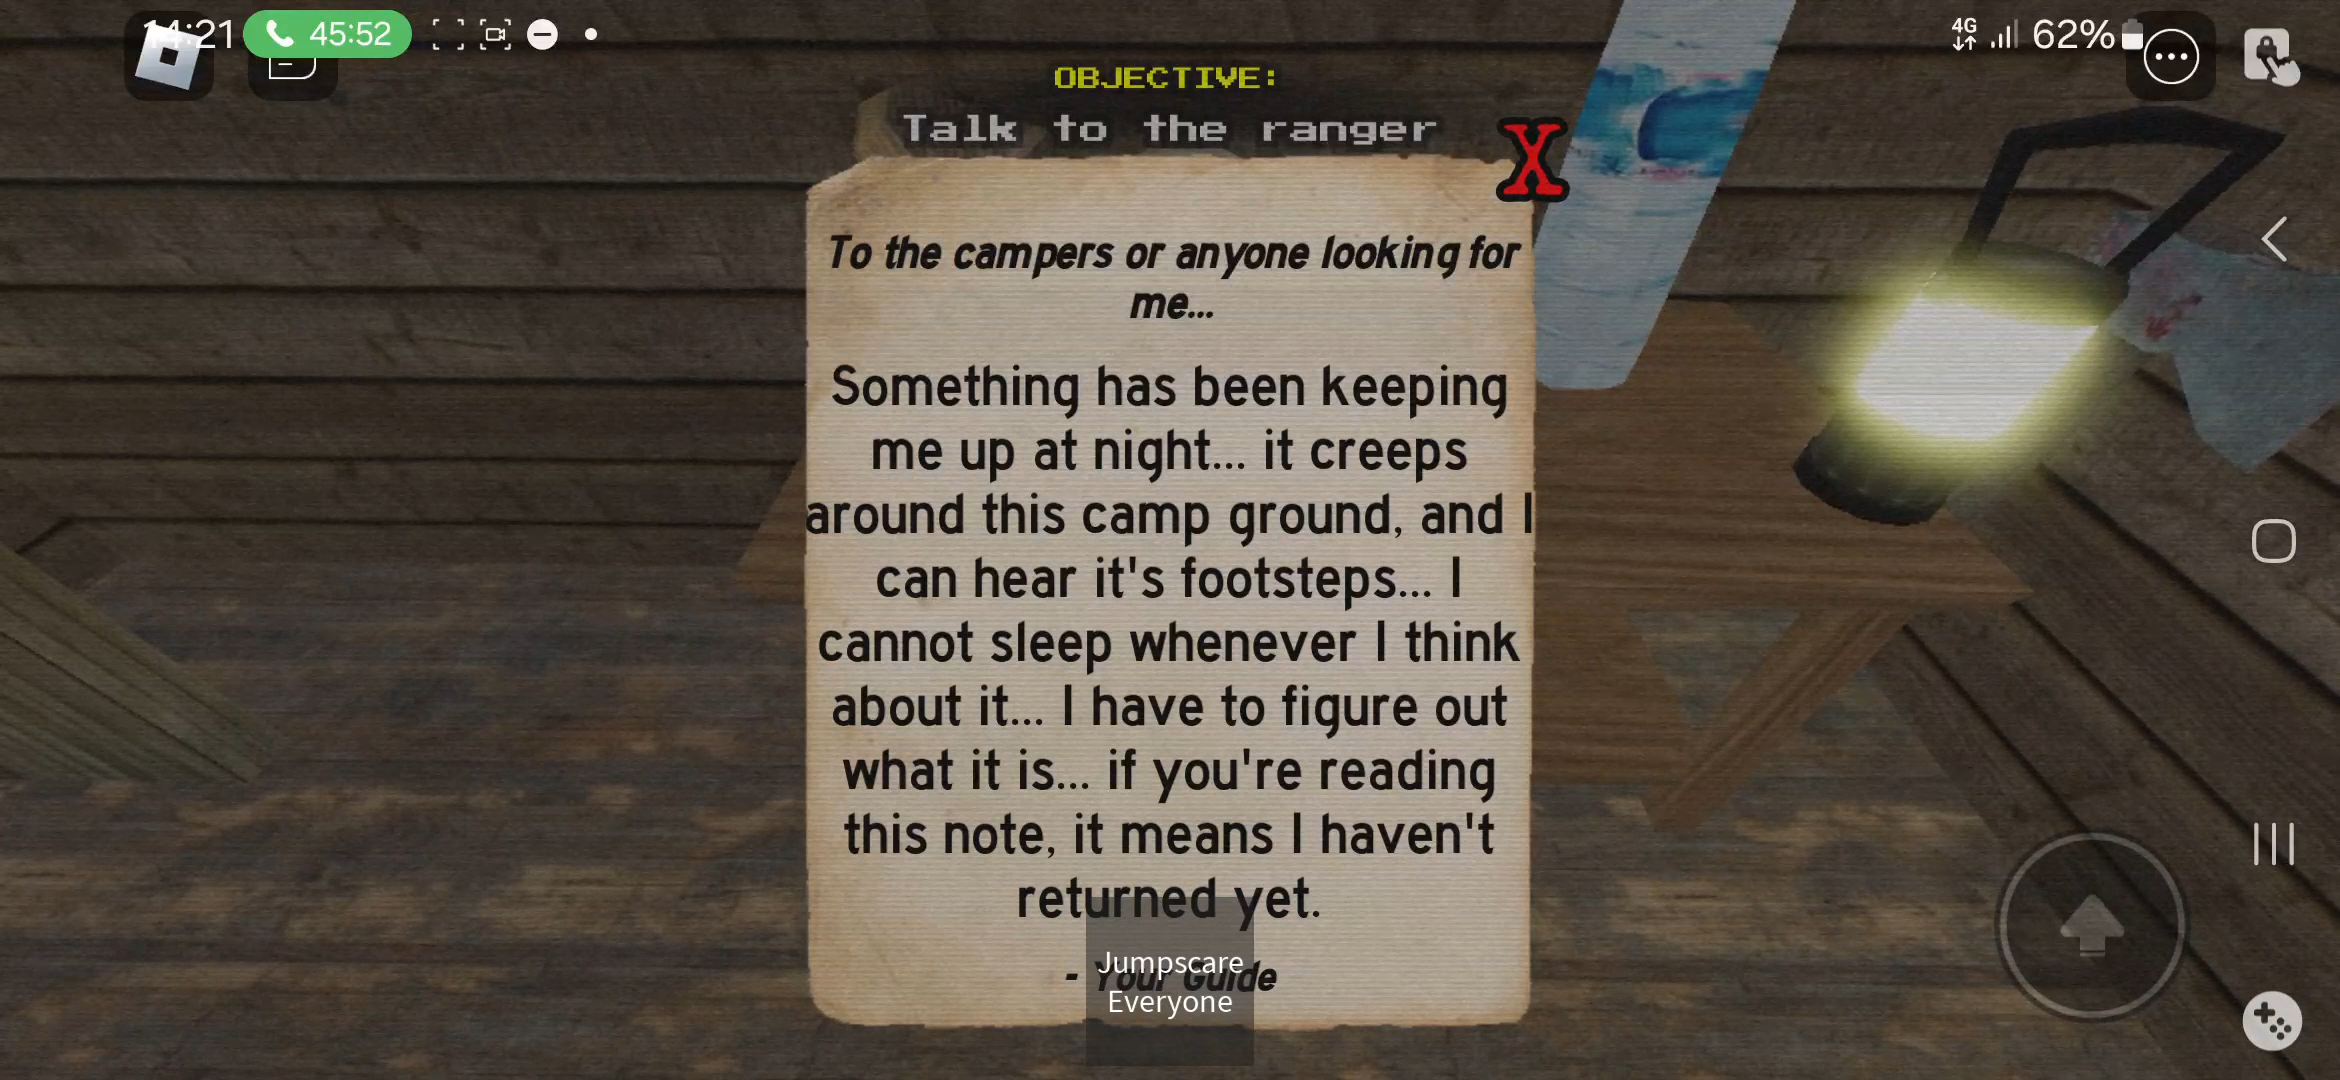 14:21
45:52
4G
62%
OBJECTIVE:
Talk to the ranger
X
To the campers or anyone looking for
me...
Something has been keeping
me up at night... it creeps
around this camp ground, and I
can hear it's footsteps... I
cannot sleep whenever I think
about it... I have to figure out
what it is... if you're reading
this note, it means I haven't
returned yet.
- Your Guide
Jumpscare
Everyone